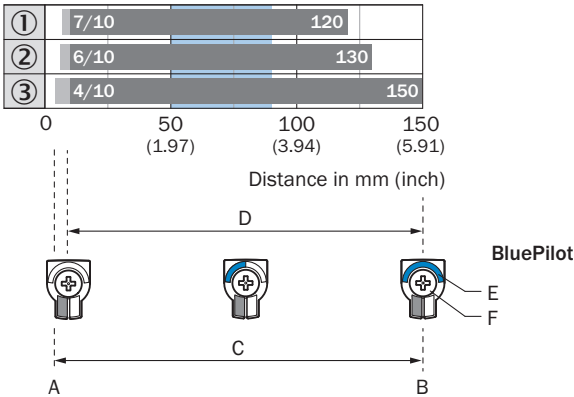 ① 7/10 120
② 6/10 130
③ 4/10 150
0 50 100 150
(1.97) (3.94) (5.91)
Distance in mm (inch)
D
BluePilot
E
F
C
A B